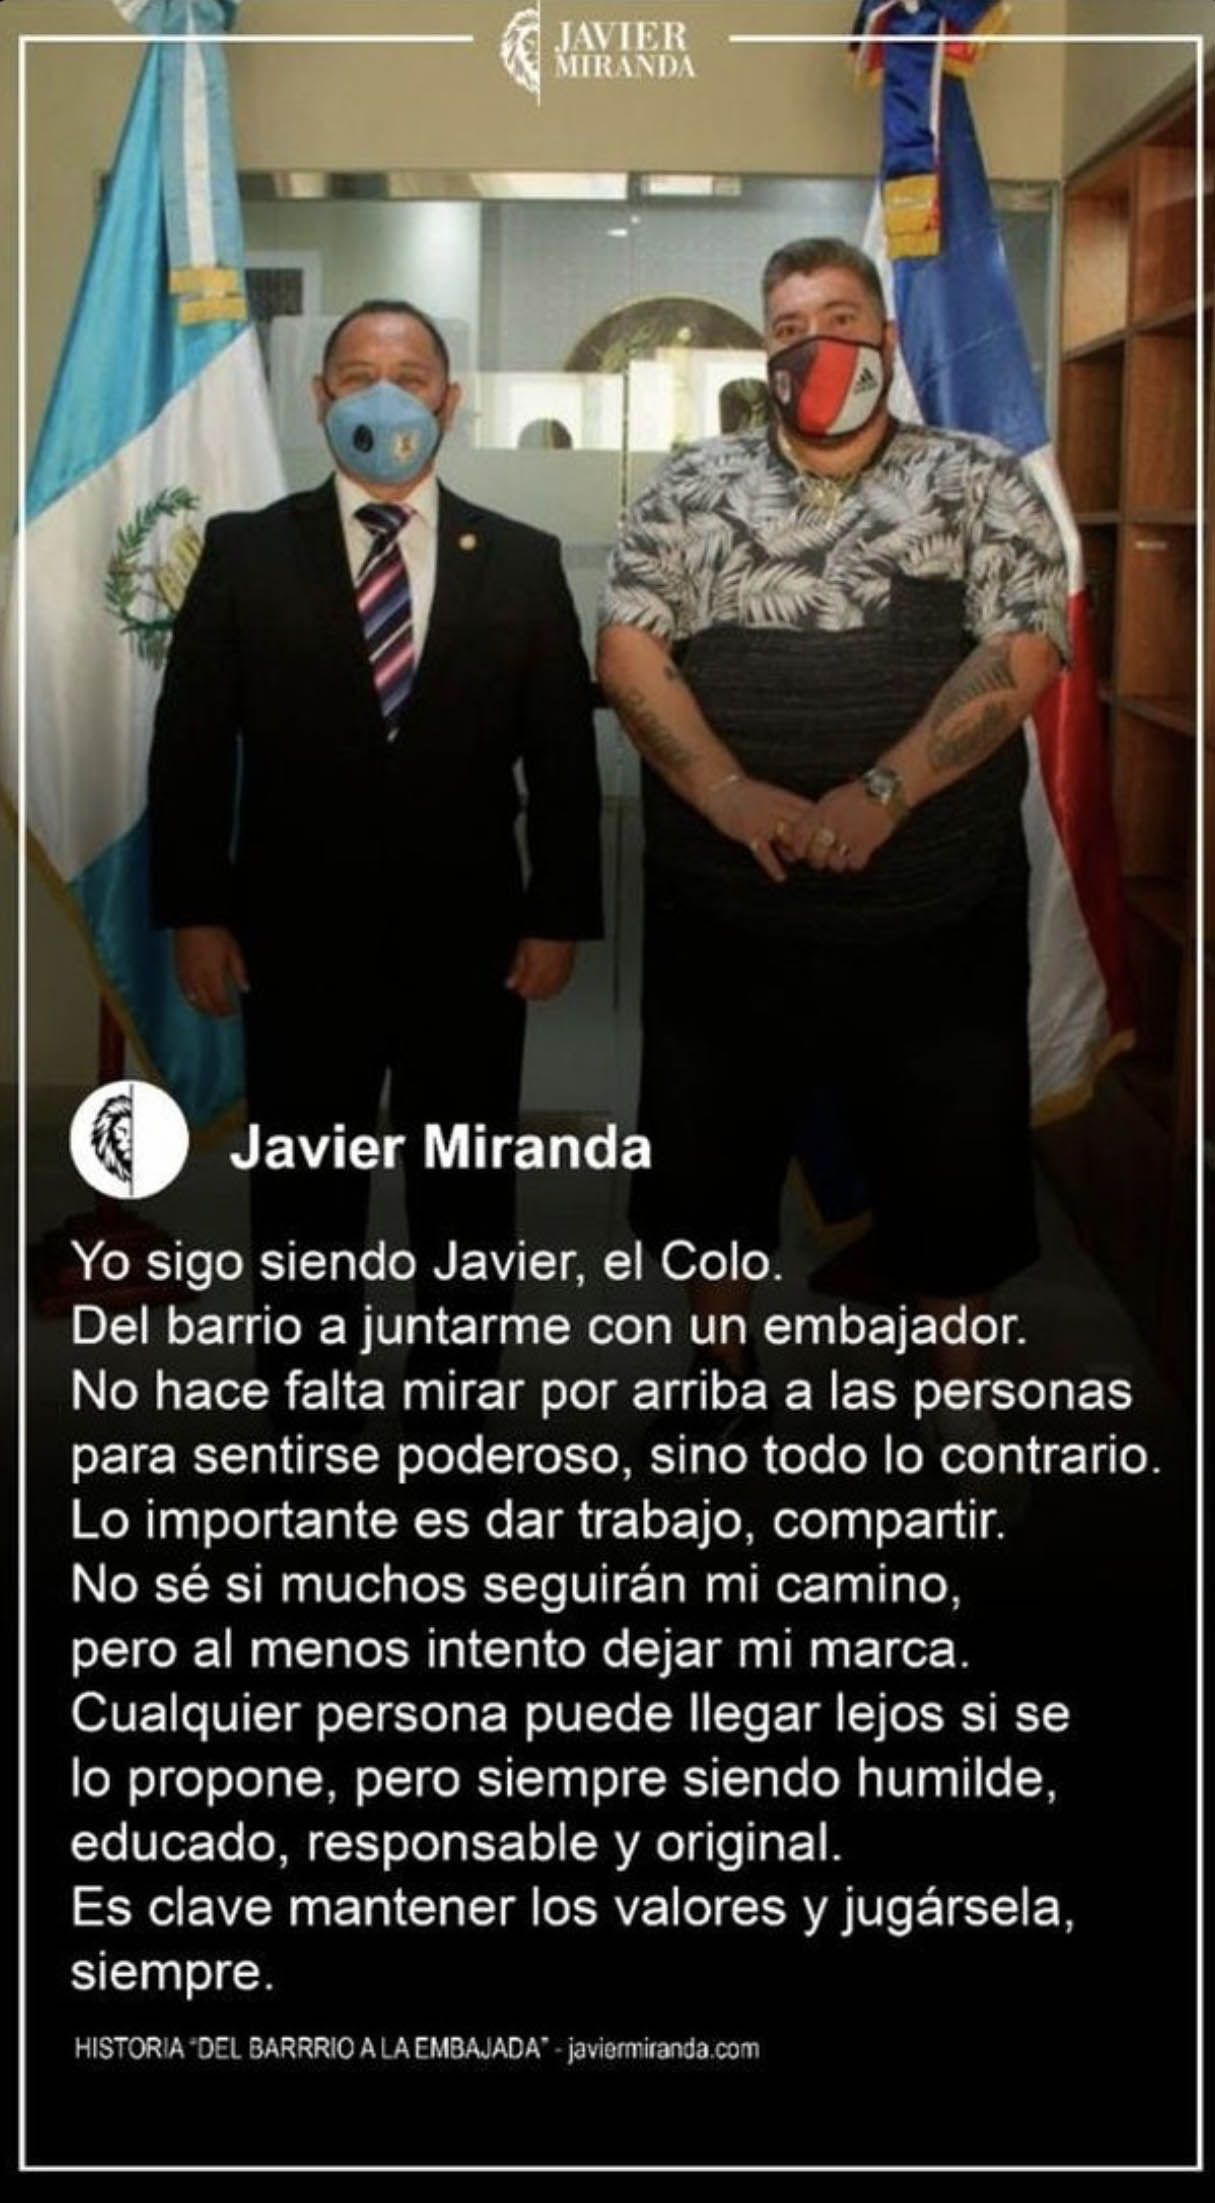 JAVIER
MIRANDA
Javier Miranda
Yo sigo siendo Javier, el Colo.
Del barrio a juntarme con un embajador.
No hace falta mirar por arriba a las personas
para sentirse poderoso, sino todo lo contrario.
Lo importante es dar trabajo, compartir.
No sé si muchos seguirán mi camino,
pero al menos intento dejar mi marca.
Cualquier persona puede llegar lejos si se
lo propone, pero siempre siendo humilde,
educado, responsable y original.
Es clave mantener los valores y jugársela,
siempre.
HISTORIA "DEL BARRRIO A LA EMBAJADA" - javiermiranda.com